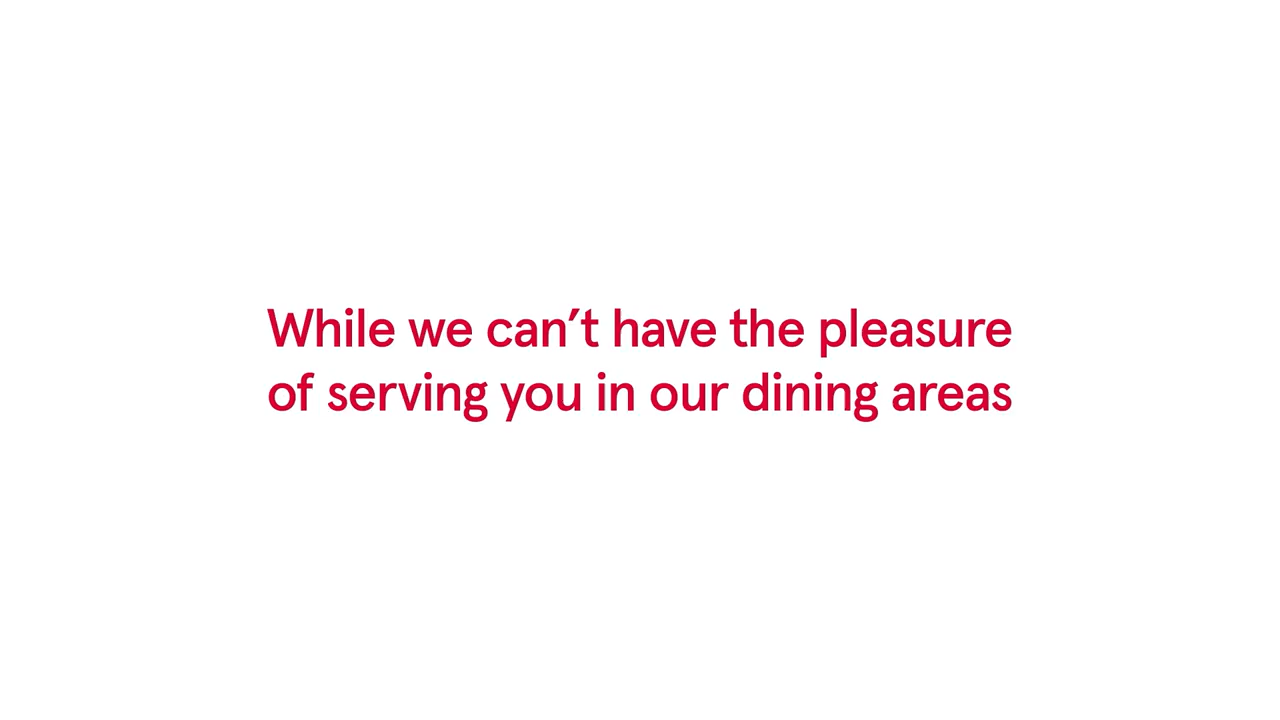 While we can’t have the pleasure
of serving you in our dining areas